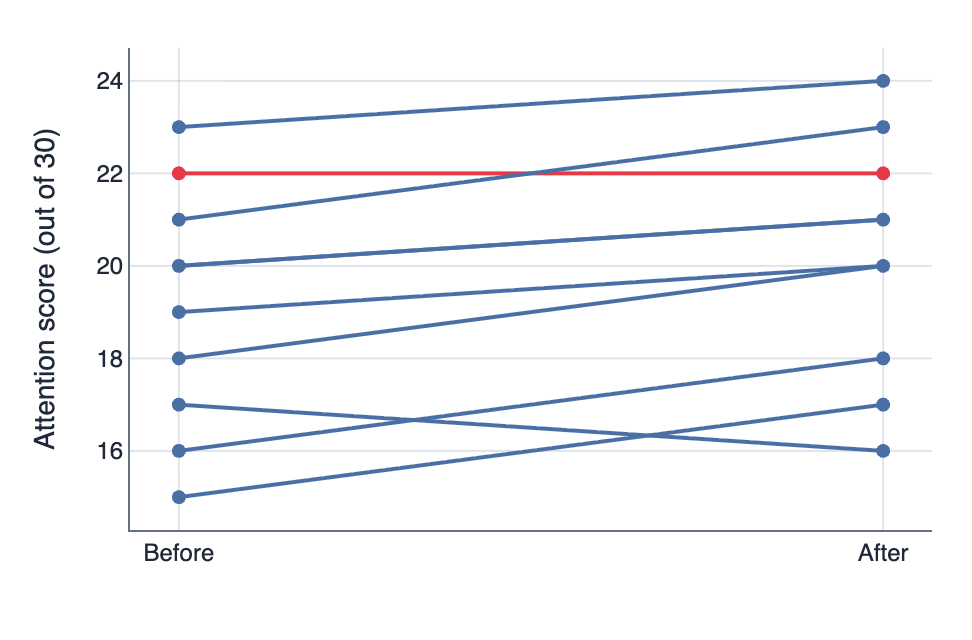 Attention score (out of 30)
24
22
20
18
16
Before
After